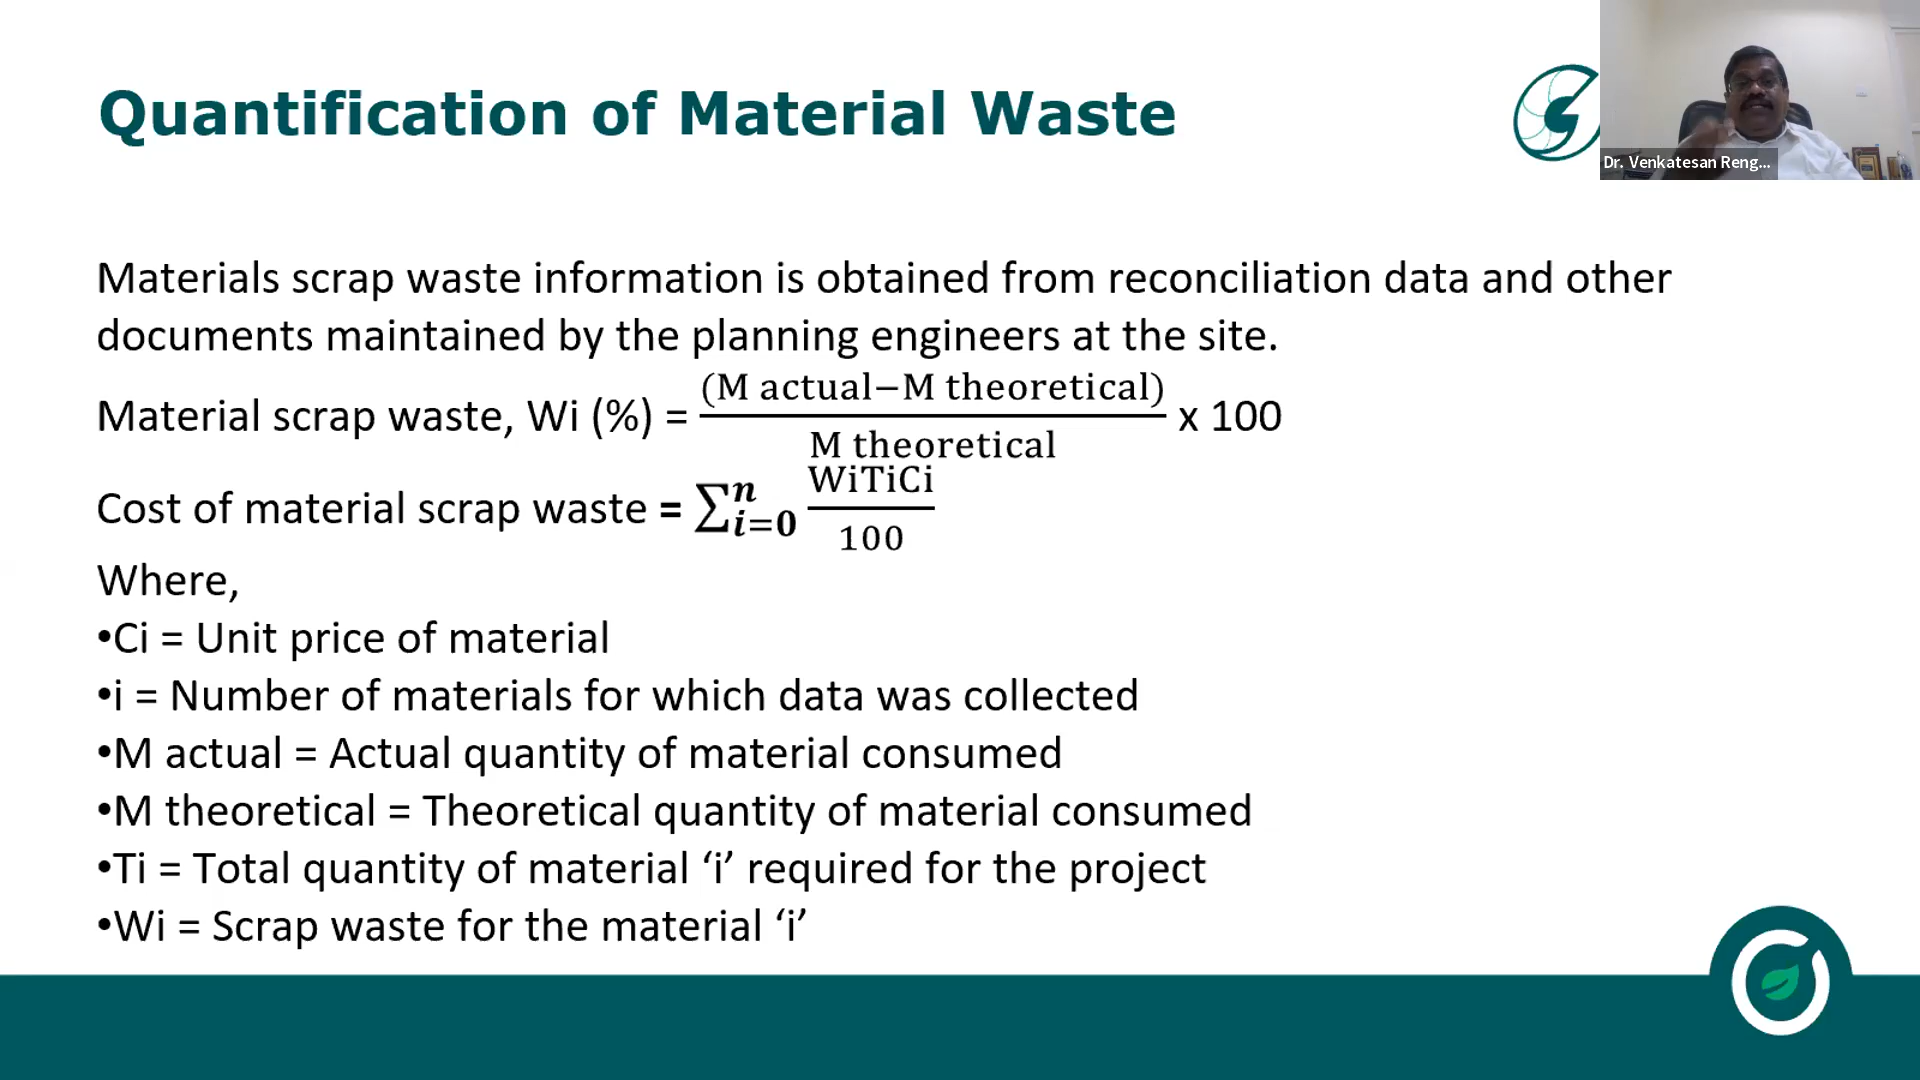 Quantification of Material Waste
Dr. Venkatesan Reng...
Materials scrap waste information is obtained from reconciliation data and other
documents maintained by the planning engineers at the site.
Material scrap waste, Wi (%) = (M actual−M theoretical) / M theoretical x 100
Cost of material scrap waste = ∑ⁿᵢ₌₀ WiTiCi / 100
Where,
•Ci = Unit price of material
•i = Number of materials for which data was collected
•M actual = Actual quantity of material consumed
•M theoretical = Theoretical quantity of material consumed
•Ti = Total quantity of material ‘i’ required for the project
•Wi = Scrap waste for the material ‘i’